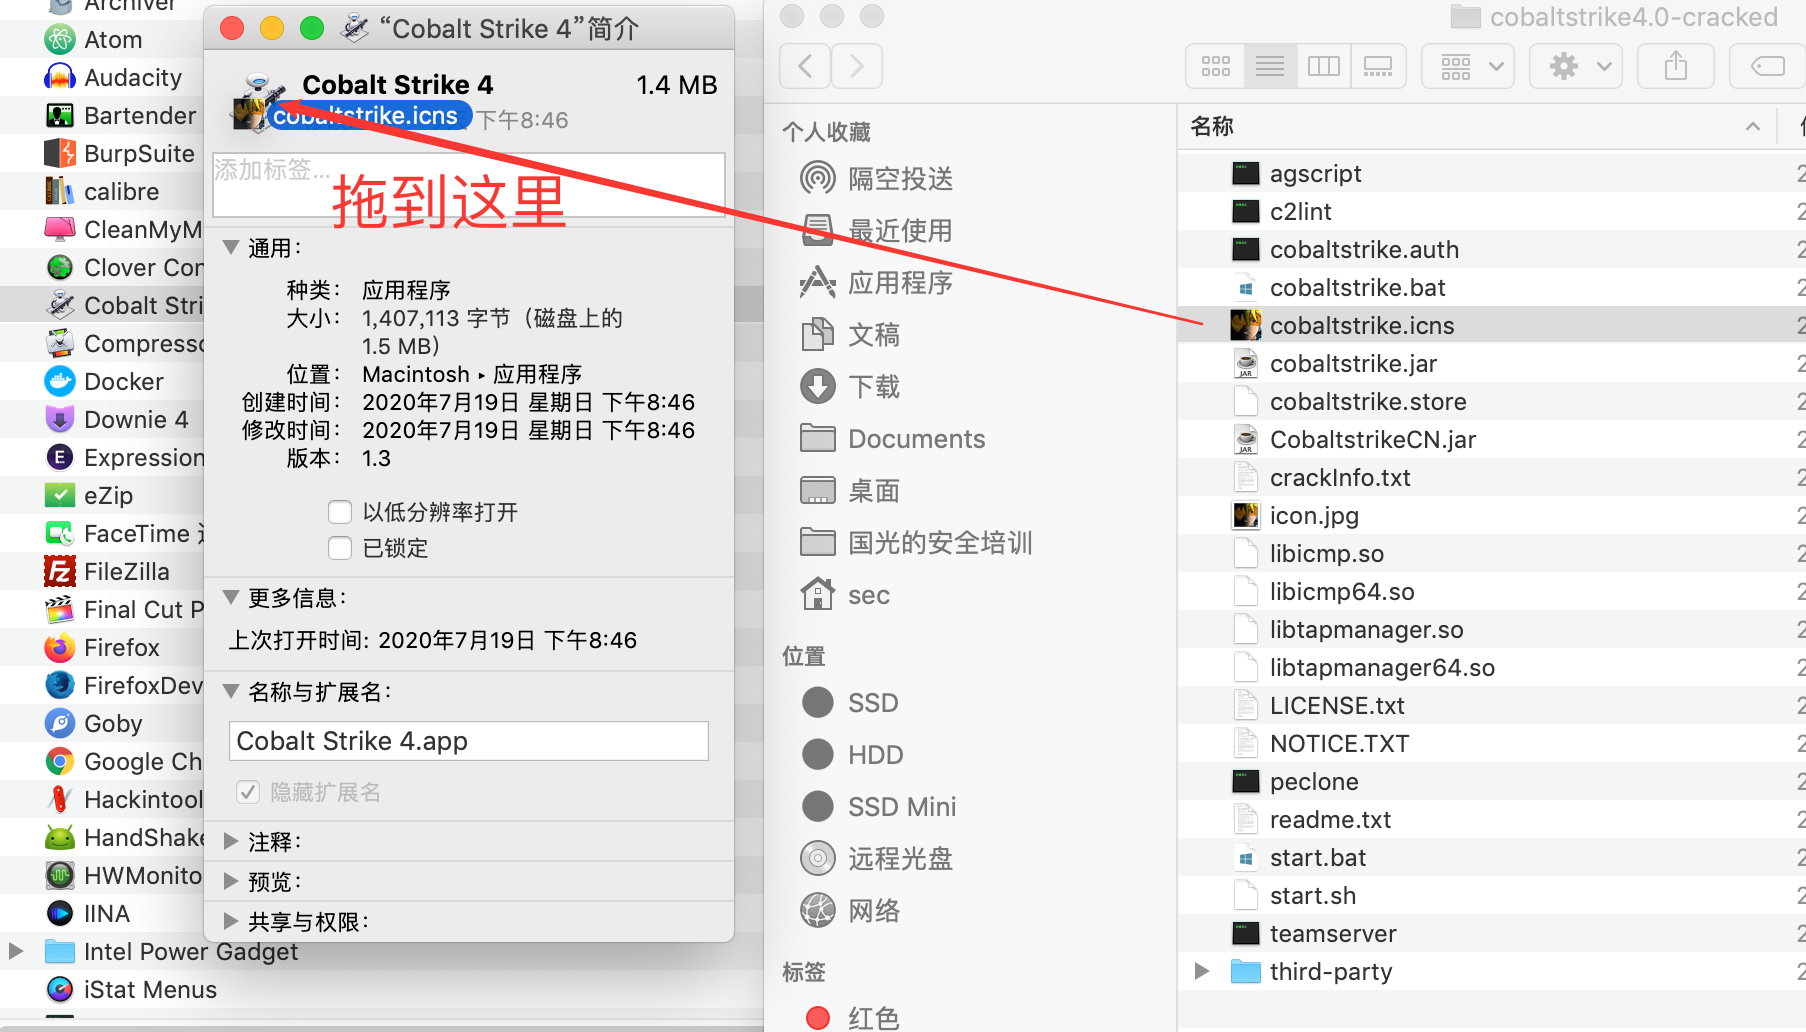 Archiver
Atom
Audacity
Bartender
BurpSuite
calibre
CleanMyM
Clover Con
Cobalt Stri
Compresso
Docker
Downie 4
Expression
eZip
FaceTime
FileZilla
Final Cut P
Firefox
FirefoxDev
Goby
Google Ch
Hackintool
HandShake
HWMonito
IINA
Intel Power Gadget
iStat Menus
“Cobalt Strike 4”简介
Cobalt Strike 4
1.4 MB
cobaltstrike.icns
下午8:46
添加标签...
拖到这里
通用:
种类: 应用程序
大小: 1,407,113 字节（磁盘上的
1.5 MB）
位置: Macintosh ▸ 应用程序
创建时间: 2020年7月19日 星期日 下午8:46
修改时间: 2020年7月19日 星期日 下午8:46
版本: 1.3
以低分辨率打开
已锁定
更多信息:
上次打开时间: 2020年7月19日 下午8:46
名称与扩展名:
Cobalt Strike 4.app
隐藏扩展名
注释:
预览:
共享与权限:
cobaltstrike4.0-cracked
个人收藏
隔空投送
最近使用
应用程序
文稿
下载
Documents
桌面
国光的安全培训
sec
位置
SSD
HDD
SSD Mini
远程光盘
网络
标签
红色
名称
agscript
c2lint
cobaltstrike.auth
cobaltstrike.bat
cobaltstrike.icns
cobaltstrike.jar
cobaltstrike.store
CobaltstrikeCN.jar
crackInfo.txt
icon.jpg
libicmp.so
libicmp64.so
libtapmanager.so
libtapmanager64.so
LICENSE.txt
NOTICE.TXT
peclone
readme.txt
start.bat
start.sh
teamserver
third-party